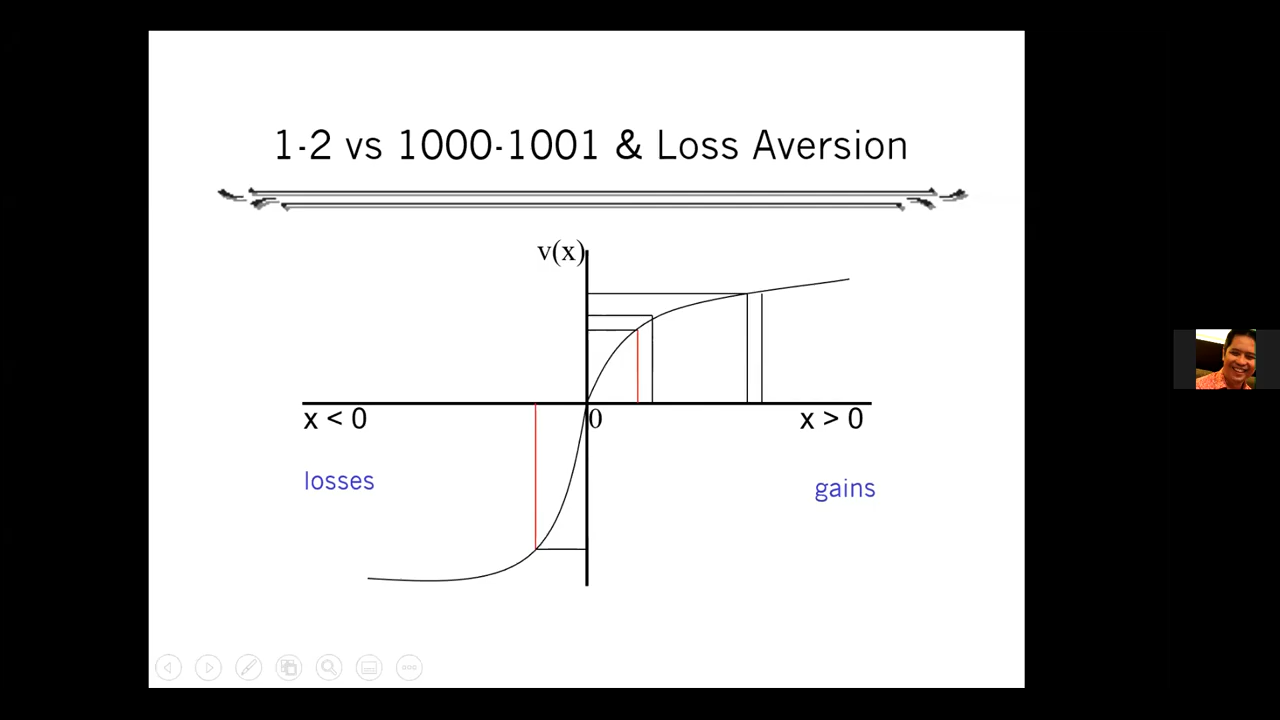 1-2 vs 1000-1001 & Loss Aversion
v(x)
x < 0
0
x > 0
losses
gains